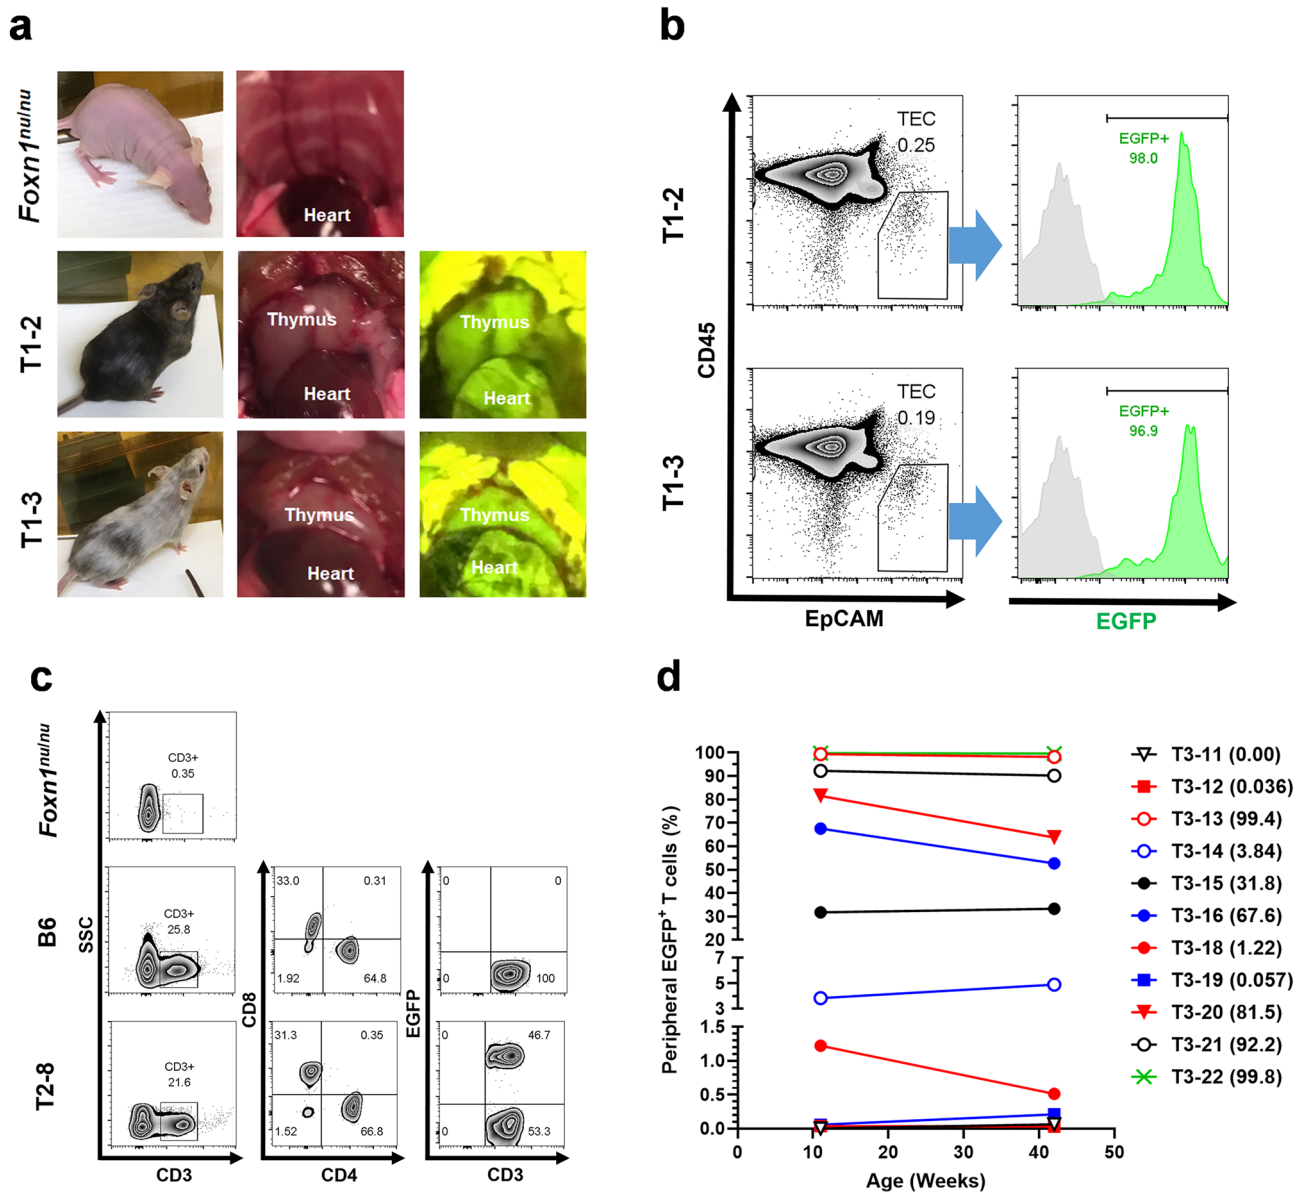 a
Foxn1nu/nu
Heart
T1-2
Thymus
Heart
Thymus
Heart
T1-3
Thymus
Heart
Thymus
Heart
b
T1-2
TEC
0.25
EGFP+
98.0
T1-3
TEC
0.19
EGFP+
96.9
CD45
EpCAM
EGFP
c
Foxn1nu/nu
CD3+
0.35
B6
SSC
CD3+
25.8
CD8
33.0 0.31
1.92 64.8
EGFP
0 0
0 100
T2-8
CD3+
21.6
31.3 0.35
1.52 66.8
0 46.7
0 53.3
CD3
CD4
CD3
d
Peripheral EGFP+ T cells (%)
100
90
80
70
60
50
40
30
20
7
5
3
1.5
1.0
0.5
0.0
0 10 20 30 40 50
Age (Weeks)
T3-11 (0.00)
T3-12 (0.036)
T3-13 (99.4)
T3-14 (3.84)
T3-15 (31.8)
T3-16 (67.6)
T3-18 (1.22)
T3-19 (0.057)
T3-20 (81.5)
T3-21 (92.2)
T3-22 (99.8)